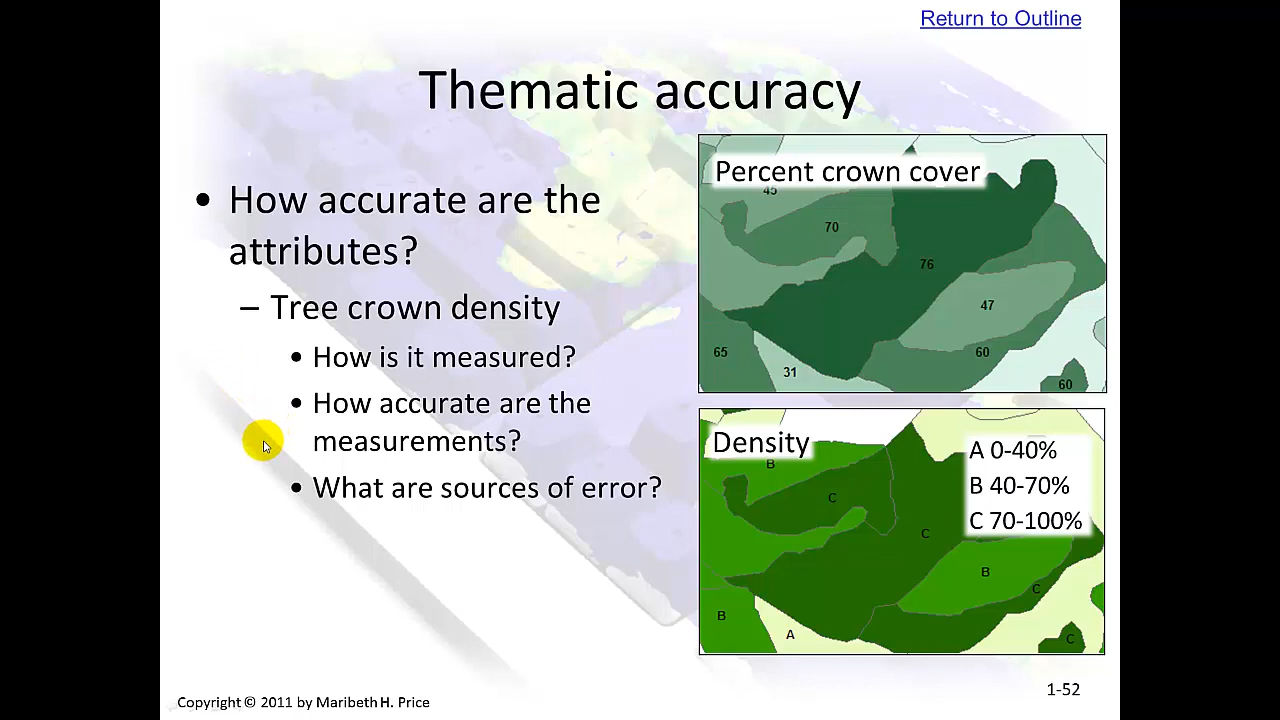 Return to Outline
Thematic accuracy
• How accurate are the
attributes?
– Tree crown density
• How is it measured?
• How accurate are the
measurements?
• What are sources of error?
Percent crown cover
45
70
76
47
65
60
31
60
Density
A 0-40%
B 40-70%
C 70-100%
B
C
C
B
C
B
A
C
Copyright © 2011 by Maribeth H. Price
1-52